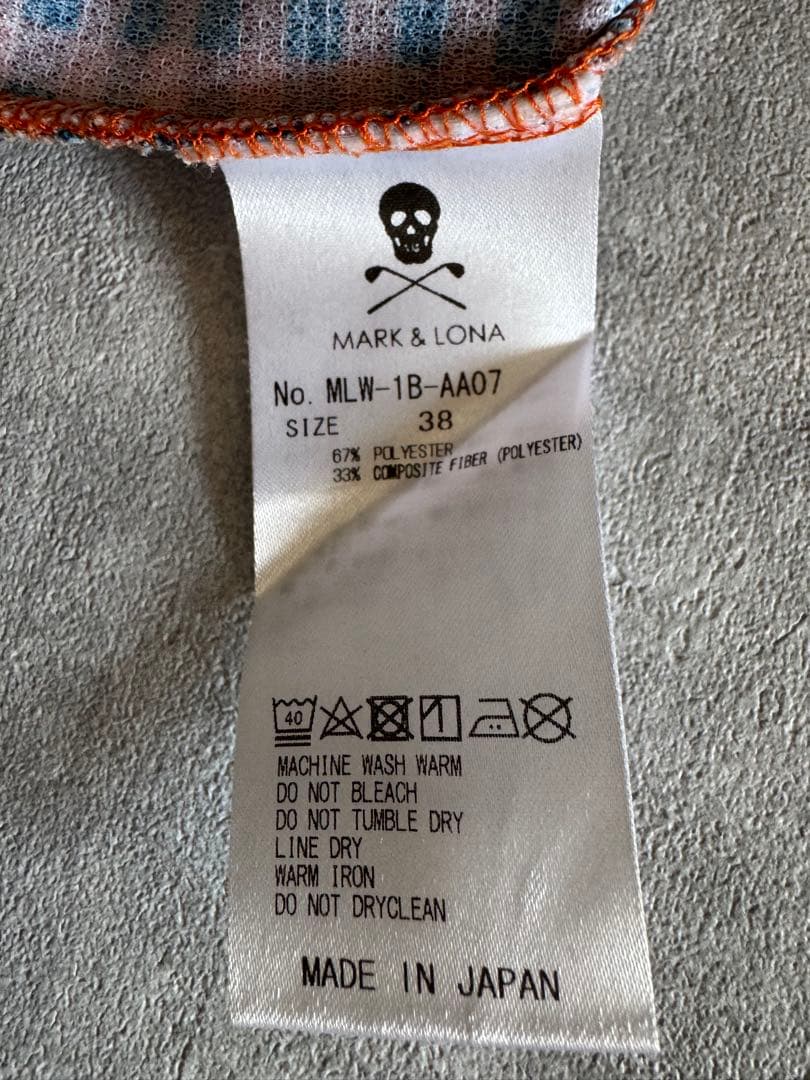 MARK & LONA
No. MLW-1B-AA07
SIZE 38
67% POLYESTER
33% COMPOSITE FIBER (POLYESTER)
40
MACHINE WASH WARM
DO NOT BLEACH
DO NOT TUMBLE DRY
LINE DRY
WARM IRON
DO NOT DRYCLEAN
MADE IN JAPAN